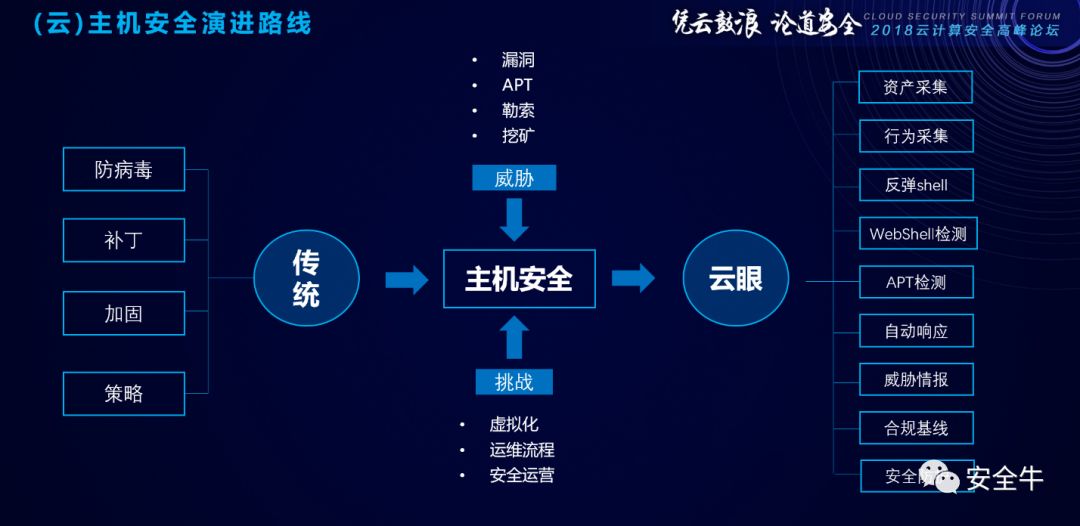 (云)主机安全演进路线
凭云鼓浪 论道安全
CLOUD SECURITY SUMMIT FORUM
2018云计算安全高峰论坛
防病毒
补丁
加固
策略
传
统
• 漏洞
• APT
• 勒索
• 挖矿
威胁
主机安全
挑战
• 虚拟化
• 运维流程
• 安全运营
云眼
资产采集
行为采集
反弹shell
WebShell检测
APT检测
自动响应
威胁情报
合规基线
安全防
安全牛